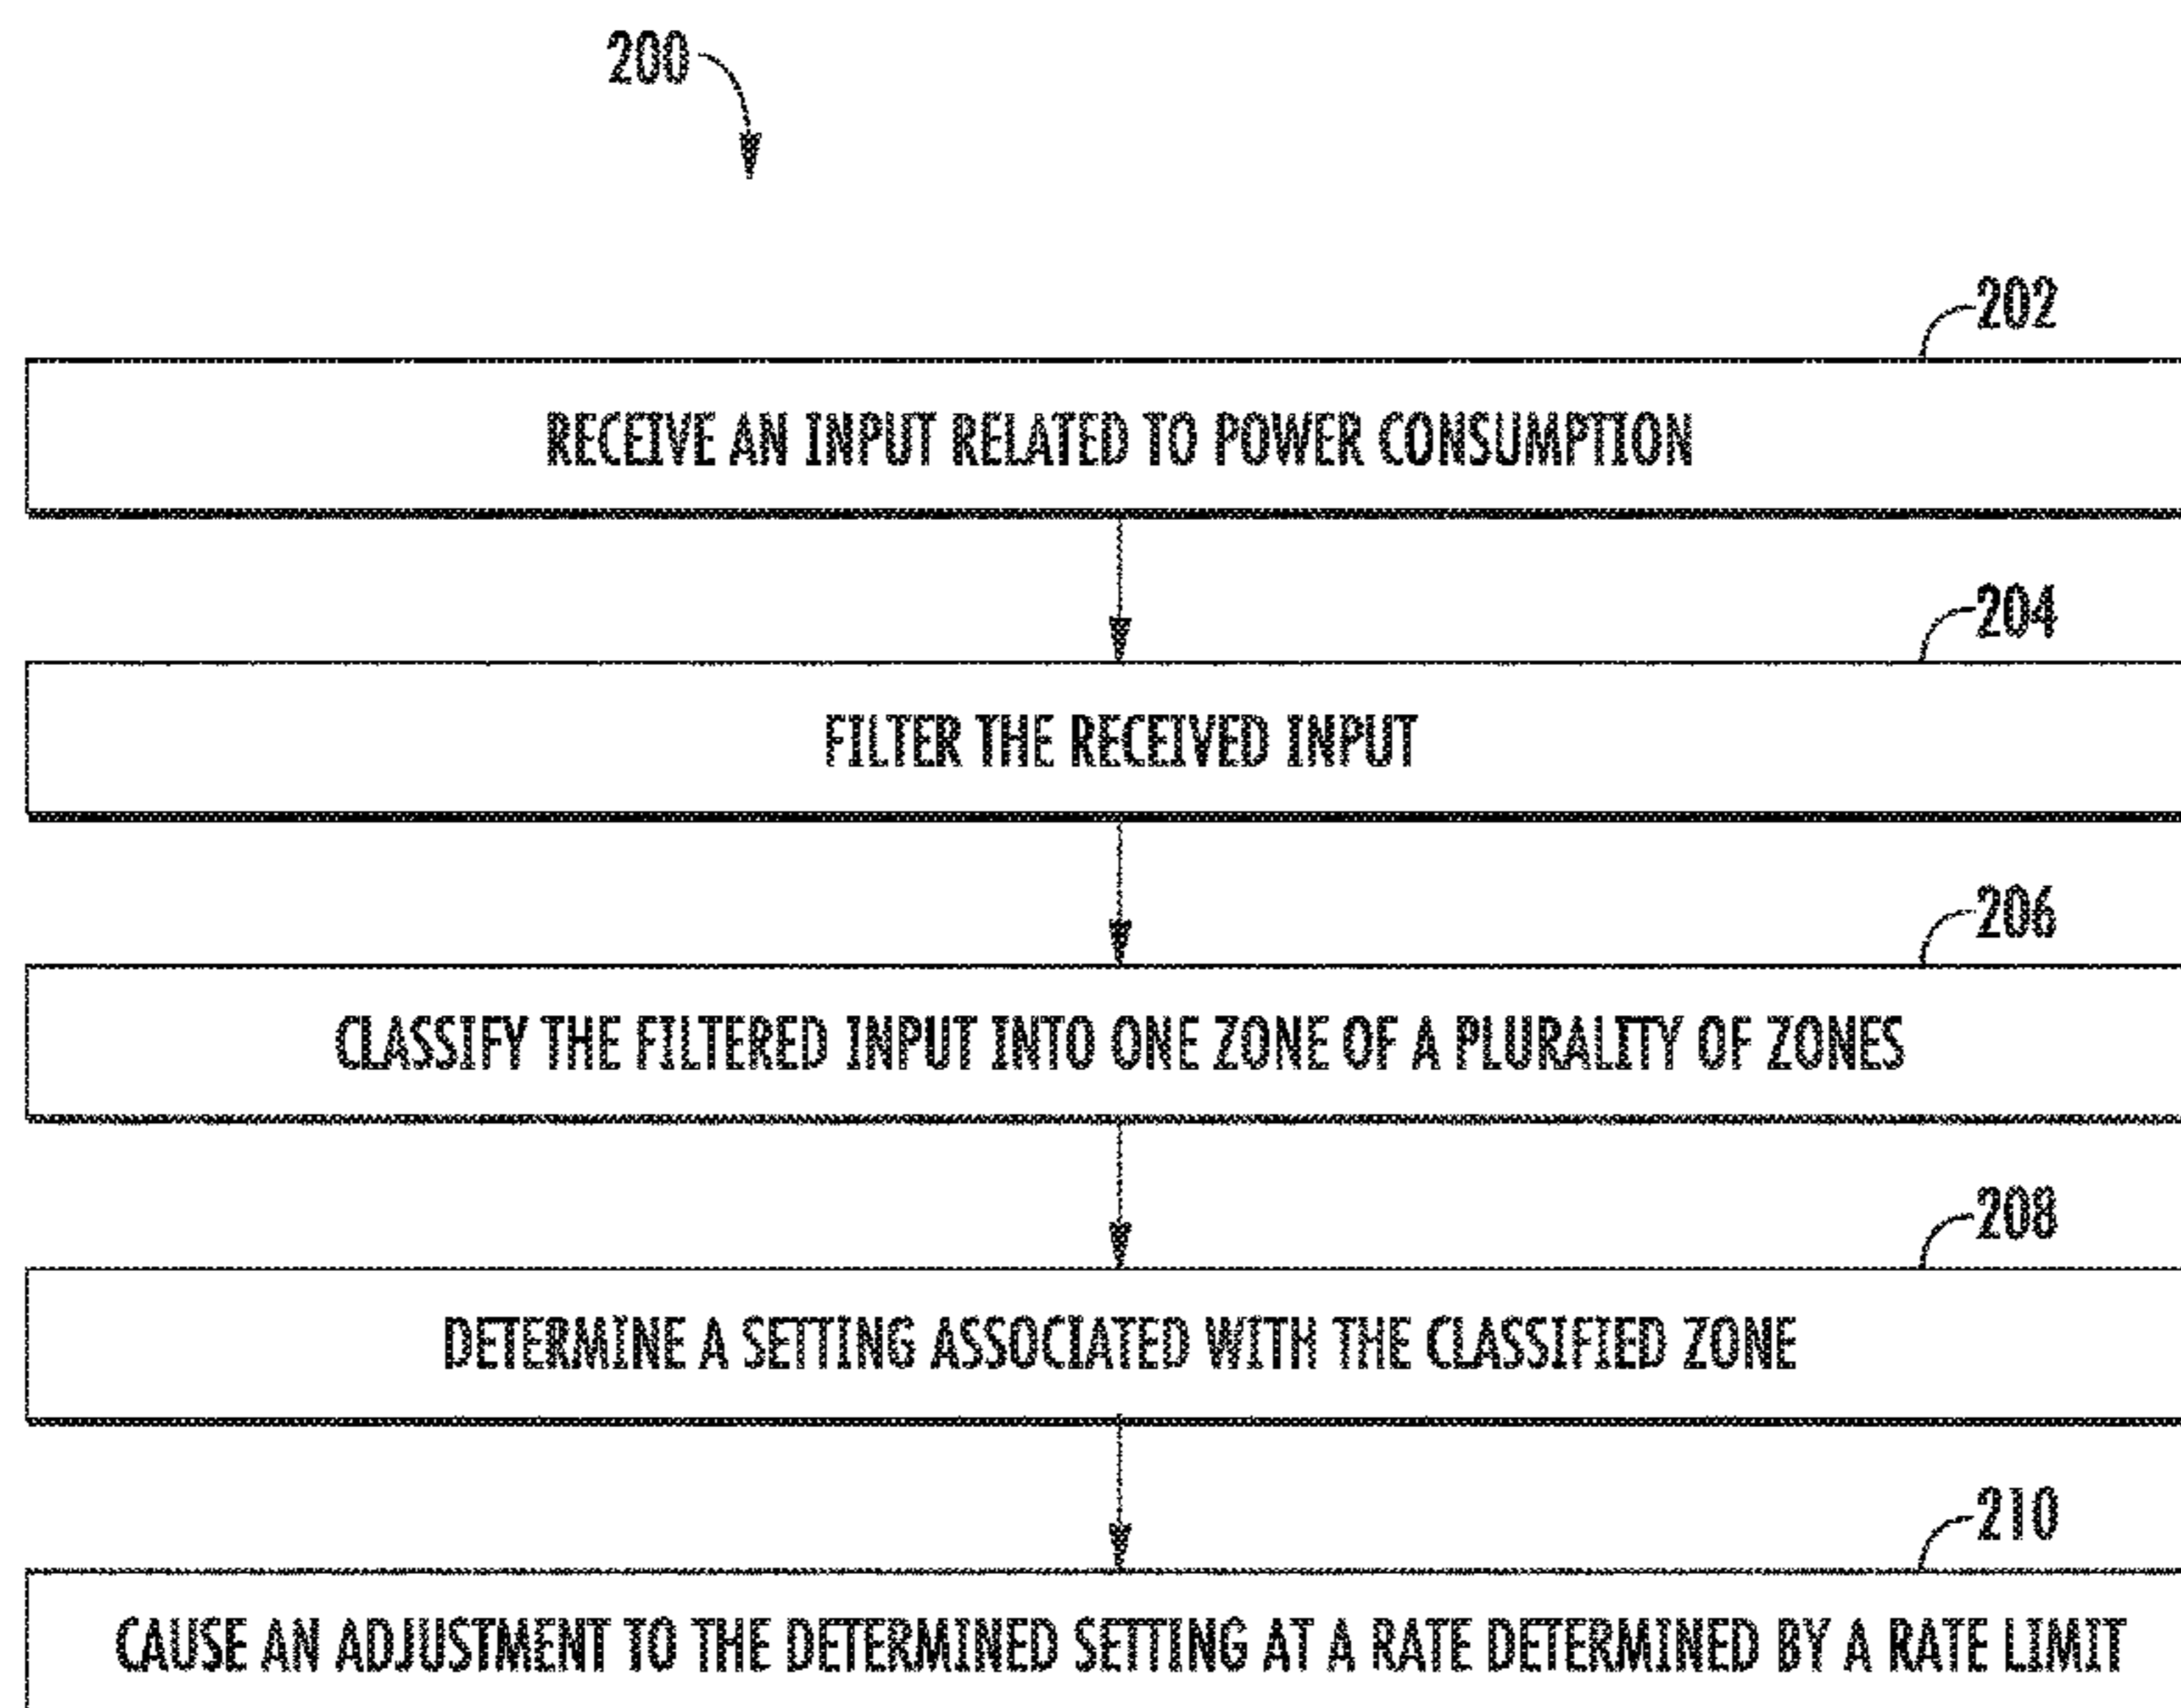 200
202
RECEIVE AN INPUT RELATED TO POWER CONSUMPTION
204
FILTER THE RECEIVED INPUT
206
CLASSIFY THE FILTERED INPUT INTO ONE ZONE OF A PLURALITY OF ZONES
208
DETERMINE A SETTING ASSOCIATED WITH THE CLASSIFIED ZONE
210
CAUSE AN ADJUSTMENT TO THE DETERMINED SETTING AT A RATE DETERMINED BY A RATE LIMIT